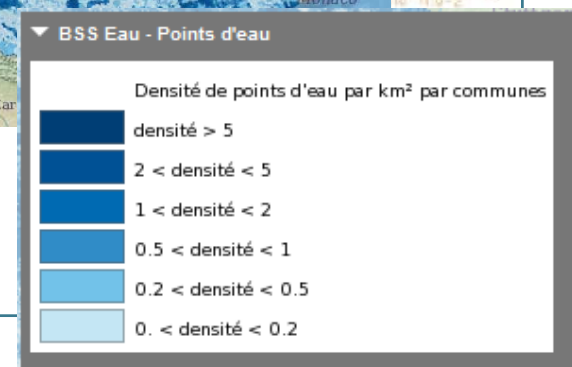 Monaco
BSS Eau - Points d'eau
Densité de points d'eau par km² par communes
densité > 5
2 < densité < 5
1 < densité < 2
0.5 < densité < 1
0.2 < densité < 0.5
0. < densité < 0.2